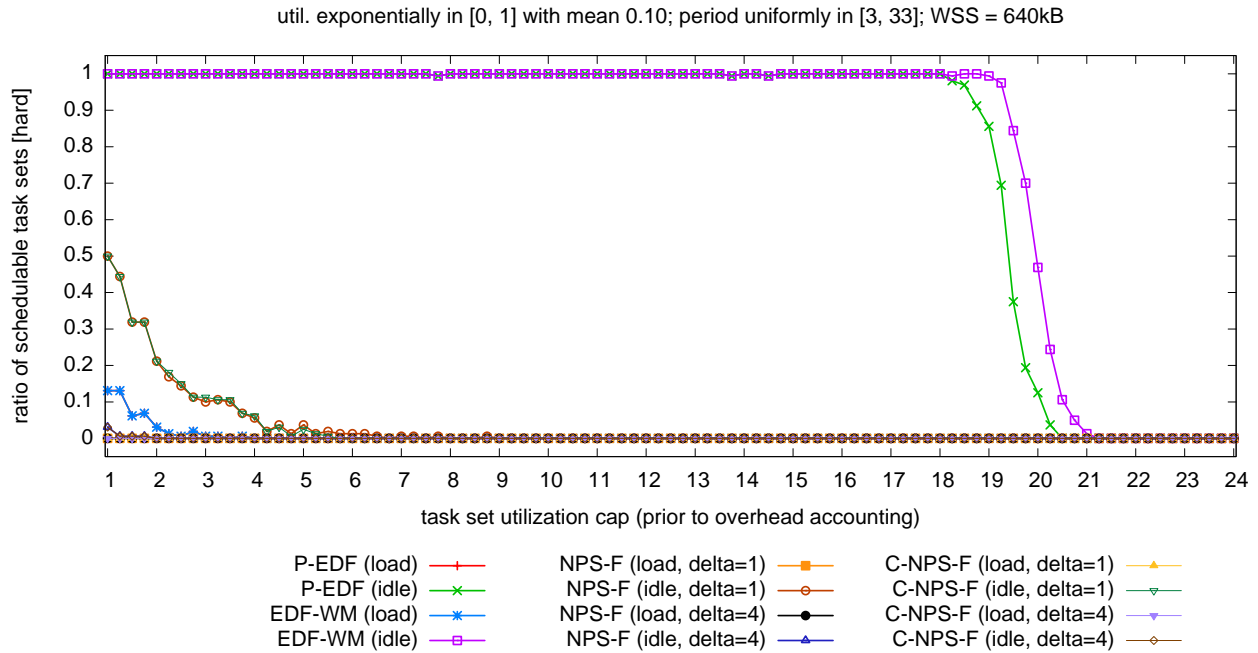 util. exponentially in [0, 1] with mean 0.10; period uniformly in [3, 33]; WSS = 640kB
ratio of schedulable task sets [hard]
1
0.9
0.8
0.7
0.6
0.5
0.4
0.3
0.2
0.1
0
1 2 3 4 5 6 7 8 9 10 11 12 13 14 15 16 17 18 19 20 21 22 23 24
task set utilization cap (prior to overhead accounting)
P-EDF (load) NPS-F (load, delta=1) C-NPS-F (load, delta=1)
P-EDF (idle) NPS-F (idle, delta=1) C-NPS-F (idle, delta=1)
EDF-WM (load) NPS-F (load, delta=4) C-NPS-F (load, delta=4)
EDF-WM (idle) NPS-F (idle, delta=4) C-NPS-F (idle, delta=4)